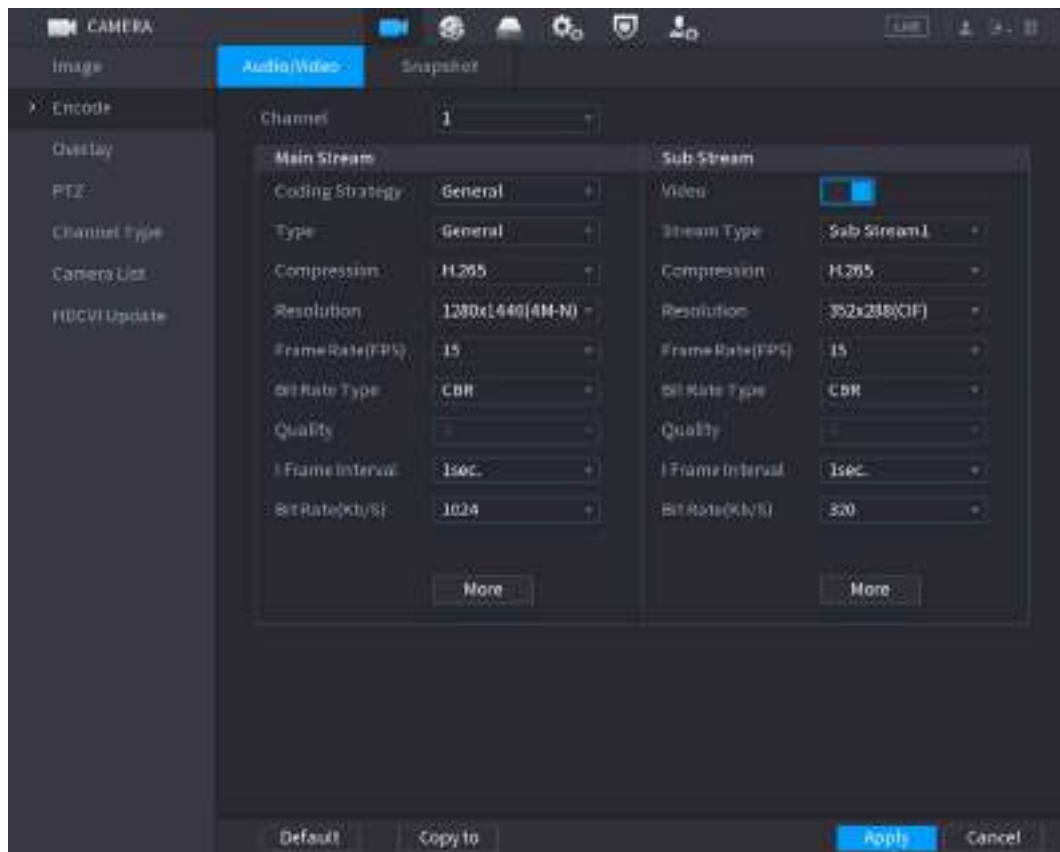 CAMERA
LIVE
Image
Encode
Overlay
PTZ
Channel Type
Camera List
HDCVI Update
Audio/Video
Snapshot
Channel 1
Main Stream
Coding Strategy General
Type General
Compression H.265
Resolution 1280x1440(4M-N)
Frame Rate(FPS) 15
Bit Rate Type CBR
Quality
I Frame Interval 1sec.
Bit Rate(Kb/S) 1024
More
Sub Stream
Video
Stream Type Sub Stream1
Compression H.265
Resolution 352x288(CIF)
Frame Rate(FPS) 15
Bit Rate Type CBR
Quality
I Frame Interval 1sec.
Bit Rate(Kb/S) 320
More
Default
Copy to
Apply
Cancel